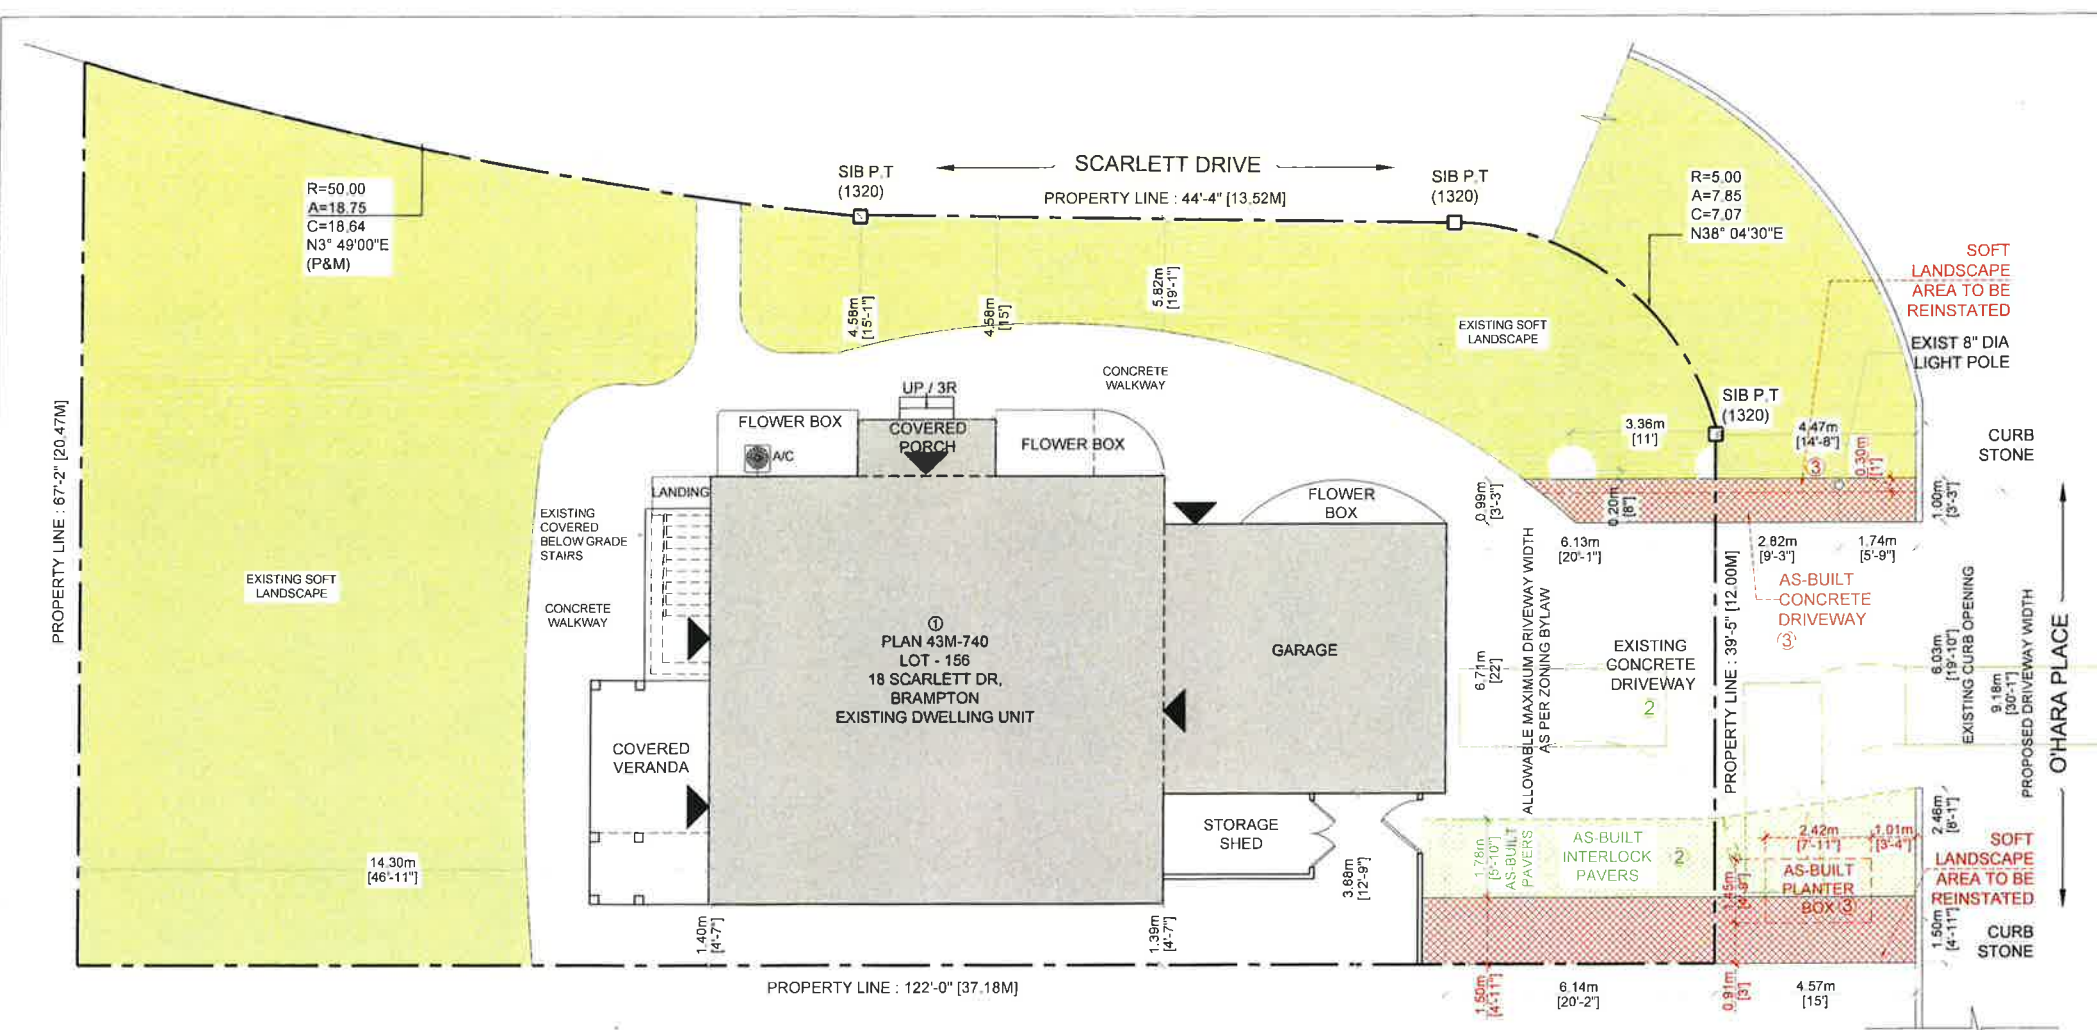 SCARLETT DRIVE
PROPERTY LINE : 44'-4" [13.52M]
SIB P.T
(1320)
SIB P.T
(1320)
R=50.00
A=18.75
C=18.64
N3° 49'00"E
(P&M)
R=5.00
A=7.85
C=7.07
N38° 04'30"E
SOFT
LANDSCAPE
AREA TO BE
REINSTATED
EXIST 8" DIA
LIGHT POLE
4.58m
[15'-1"]
4.58m
[15']
5.82m
[19'-1"]
EXISTING SOFT
LANDSCAPE
CONCRETE
WALKWAY
UP / 3R
FLOWER BOX
COVERED
PORCH
FLOWER BOX
A/C
SIB P.T
(1320)
3.36m
[11']
4.47m
[14'-8"]
③
0.30m
[1']
CURB
STONE
PROPERTY LINE : 67'-2" [20.47M]
LANDING
EXISTING
COVERED
BELOW GRADE
STAIRS
FLOWER
BOX
0.99m
[3'-3"]
0.20m
[8"]
1.00m
[3'-3"]
6.13m
[20'-1"]
2.82m
[9'-3"]
1.74m
[5'-9"]
EXISTING SOFT
LANDSCAPE
CONCRETE
WALKWAY
①
PLAN 43M-740
LOT - 156
18 SCARLETT DR,
BRAMPTON
EXISTING DWELLING UNIT
GARAGE
6.71m
[22']
ALLOWABLE MAXIMUM DRIVEWAY WIDTH
AS PER ZONING BYLAW
EXISTING
CONCRETE
DRIVEWAY
2
PROPERTY LINE : 39'-5" [12.00M]
AS-BUILT
CONCRETE
DRIVEWAY
③
6.03m
[19'-10"]
EXISTING CURB OPENING
9.18m
[30'-1"]
PROPOSED DRIVEWAY WIDTH
O'HARA PLACE
COVERED
VERANDA
STORAGE
SHED
3.88m
[12'-9"]
1.78m
[5'-10"]
AS-BUILT
PAVERS
AS-BUILT
INTERLOCK
PAVERS
2
2.42m
[7'-11"]
1.01m
[3'-4"]
2.46m
[8'-1"]
1.45m
[4'-9"]
AS-BUILT
PLANTER
BOX ③
SOFT
LANDSCAPE
AREA TO BE
REINSTATED
14.30m
[46'-11"]
1.40m
[4'-7"]
1.39m
[4'-7"]
1.50m
[4'-11"]
CURB
STONE
PROPERTY LINE : 122'-0" [37.18M]
1.50m
[4'-11"]
6.14m
[20'-2"]
0.91m
[3']
4.57m
[15']